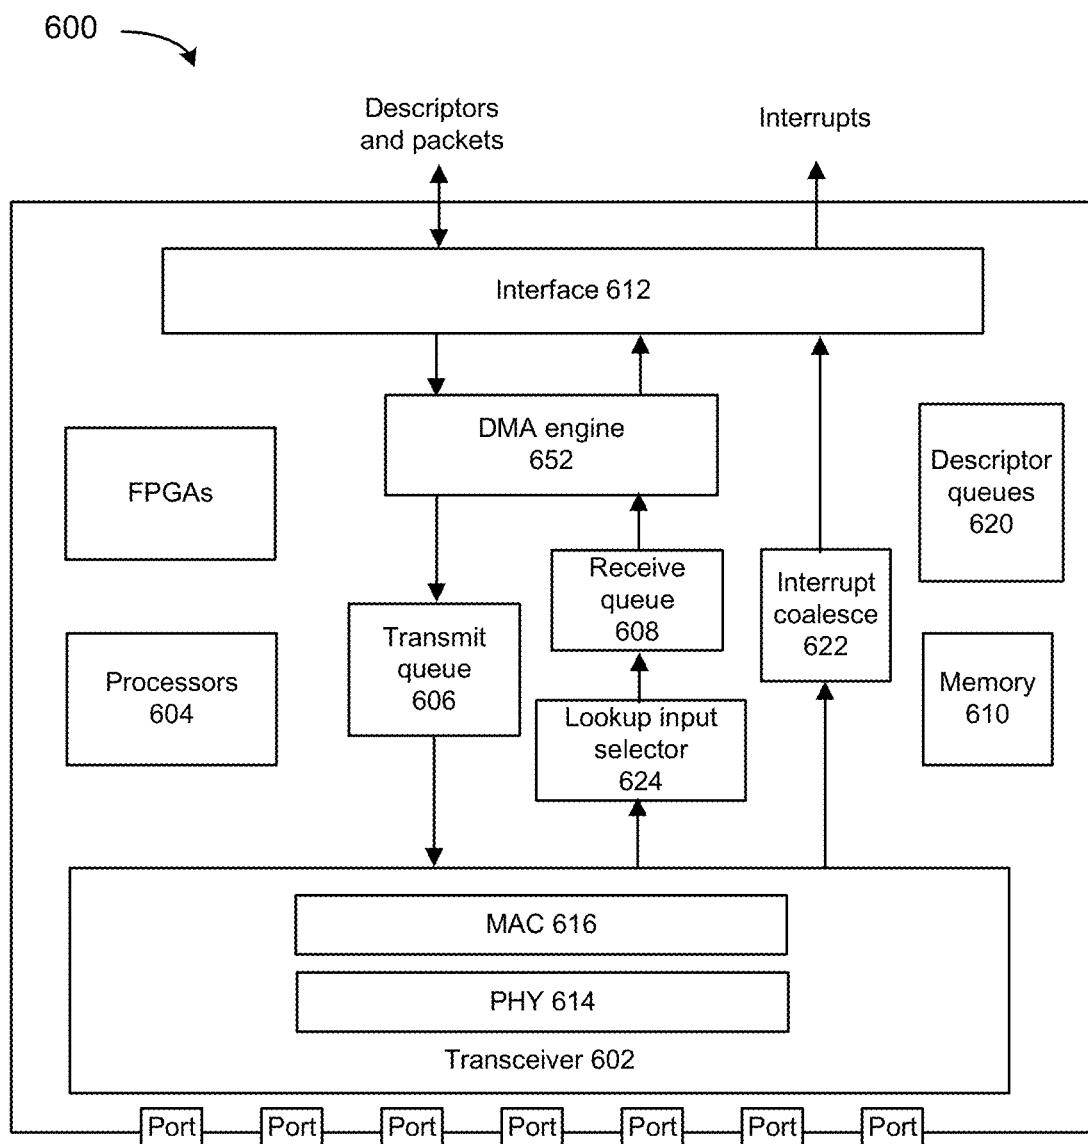 600
Descriptors
and packets
Interrupts
Interface 612
DMA engine
652
FPGAs
Descriptor
queues
620
Receive
queue
608
Interrupt
coalesce
622
Transmit
queue
606
Processors
604
Memory
610
Lookup input
selector
624
MAC 616
PHY 614
Transceiver 602
Port
Port
Port
Port
Port
Port
Port